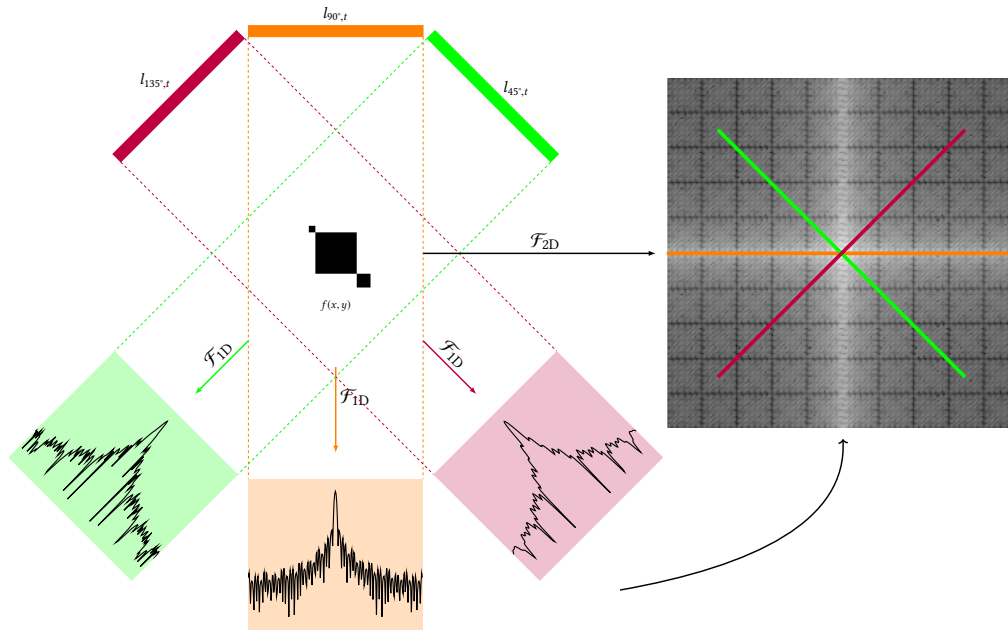 l90°,t
l135°,t
l45°,t
ℱ2D
f(x, y)
ℱ1D
ℱ1D
ℱ1D